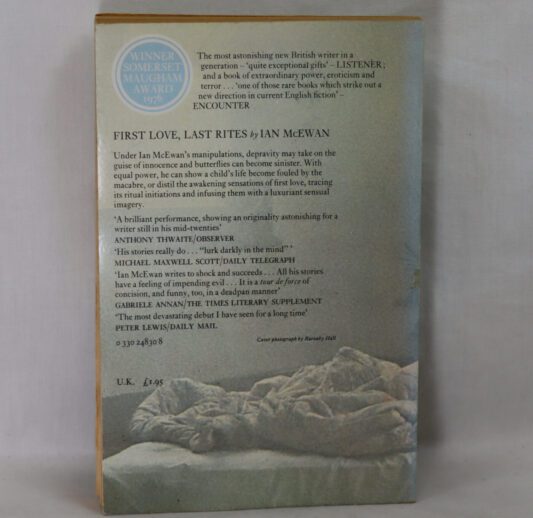 WINNER
SOMERSET
MAUGHAM
AWARD
1976
The most astonishing new British writer in a
generation – 'quite exceptional gifts' – LISTENER;
and a book of extraordinary power, eroticism and
terror . . . 'one of those rare books which strike out a
new direction in current English fiction' –
ENCOUNTER
FIRST LOVE, LAST RITES by IAN McEWAN
Under Ian McEwan's manipulations, depravity may take on the
guise of innocence and butterflies can become sinister. With
equal power, he can show a child's life become fouled by the
macabre, or distil the awakening sensations of first love, tracing
its ritual initiations and infusing them with a luxuriant sensual
imagery.
'A brilliant performance, showing an originality astonishing for a
writer still in his mid-twenties'
ANTHONY THWAITE/OBSERVER
'His stories really do . . . "lurk darkly in the mind" '
MICHAEL MAXWELL SCOTT/DAILY TELEGRAPH
'Ian McEwan writes to shock and succeeds . . . All his stories
have a feeling of impending evil . . . It is a tour de force of
concision, and funny, too, in a deadpan manner'
GABRIELE ANNAN/THE TIMES LITERARY SUPPLEMENT
'The most devastating debut I have seen for a long time'
PETER LEWIS/DAILY MAIL
0 330 24830 8
Cover photograph by Barnaby Hall
U.K. £1.95